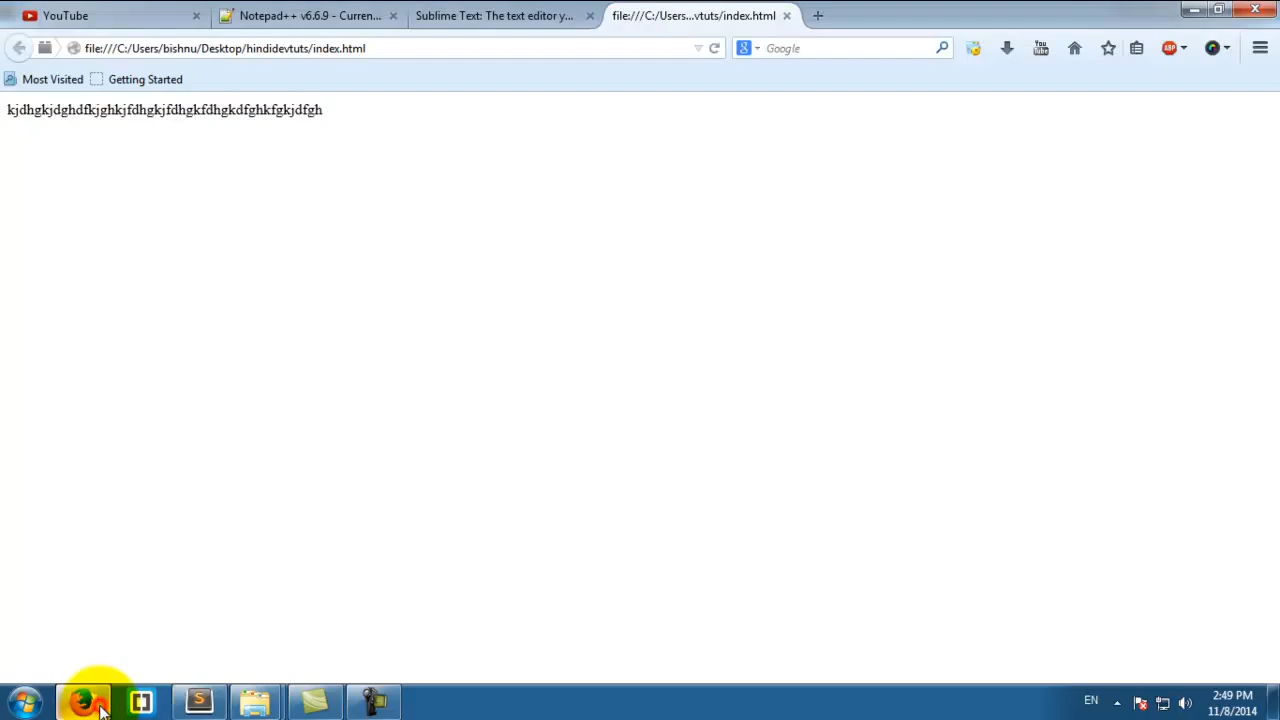 YouTube
Notepad++ v6.6.9 - Curren...
Sublime Text: The text editor y...
file:///C:/Users...vtuts/index.html
file:///C:/Users/bishnu/Desktop/hindidevtuts/index.html
Google
Most Visited
Getting Started
kjdhgkjdghdfkjghkjfdhgkjfdhgkfdhgkdfghkfgkjdfgh
EN
2:49 PM
11/8/2014